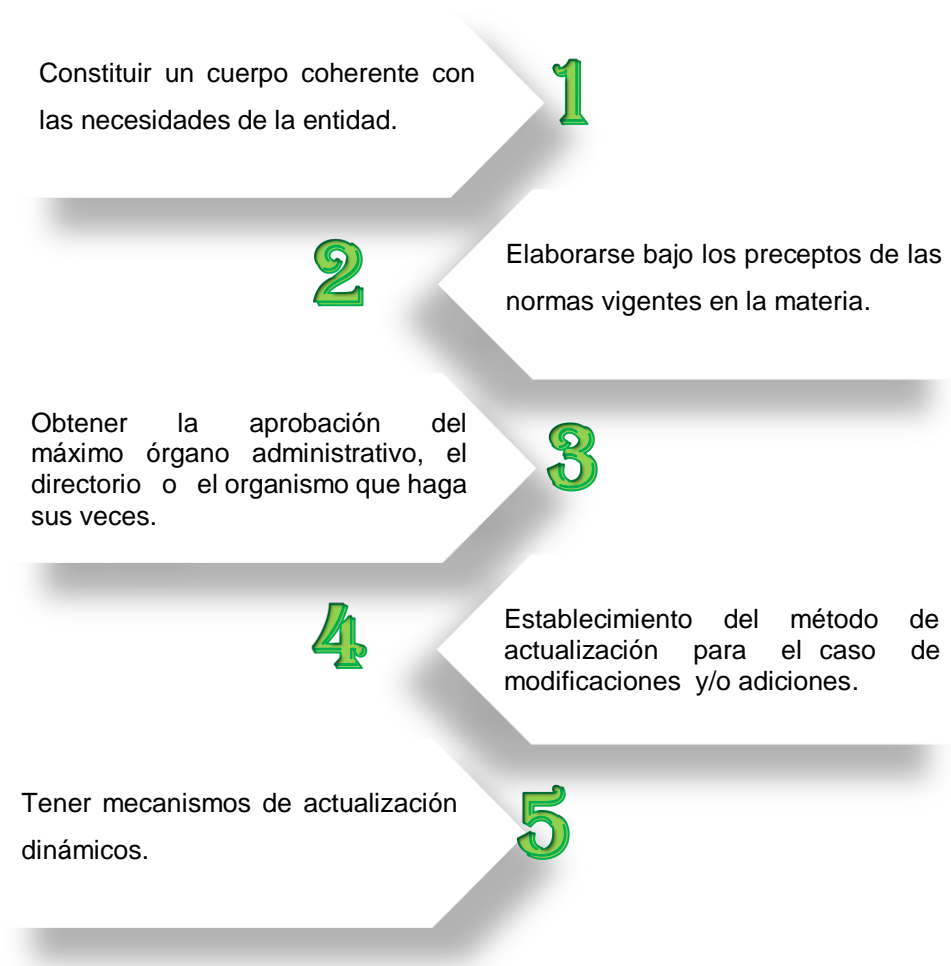 Constituir un cuerpo coherente con
las necesidades de la entidad.
1
2
Elaborarse bajo los preceptos de las
normas vigentes en la materia.
Obtener la aprobación del
máximo órgano administrativo, el
directorio o el organismo que haga
sus veces.
3
4
Establecimiento del método de
actualización para el caso de
modificaciones y/o adiciones.
Tener mecanismos de actualización
dinámicos.
5